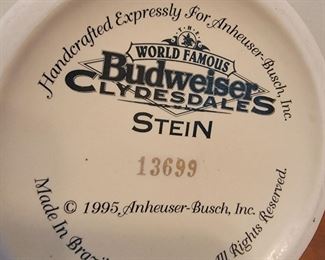 Handcrafted Expressly For Anheuser-Busch, Inc.
THE
WORLD FAMOUS
Budweiser
CLYDESDALES
STEIN
13699
© 1995 Anheuser-Busch, Inc.
Made In Brazil
All Rights Reserved.